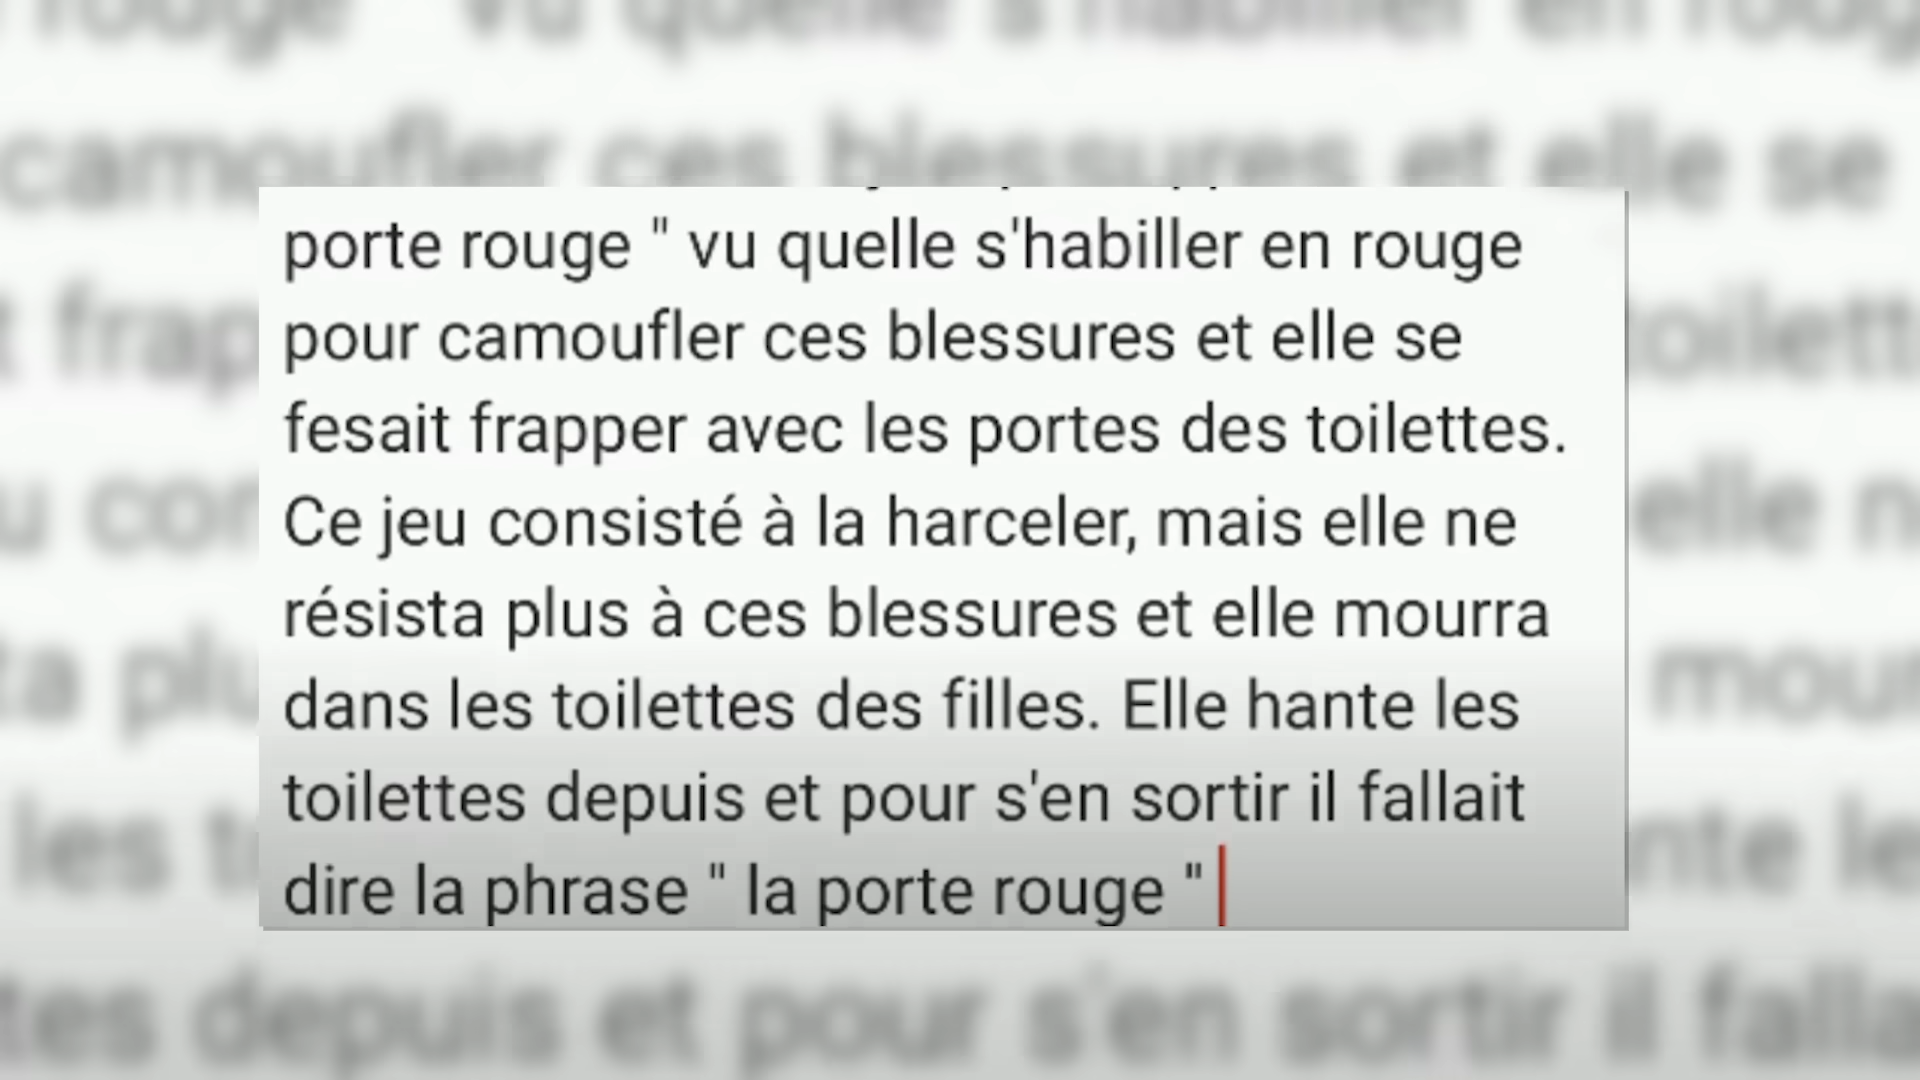 porte rouge " vu quelle s'habiller en rouge
pour camoufler ces blessures et elle se
fesait frapper avec les portes des toilettes.
Ce jeu consisté à la harceler, mais elle ne
résista plus à ces blessures et elle mourra
dans les toilettes des filles. Elle hante les
toilettes depuis et pour s'en sortir il fallait
dire la phrase " la porte rouge "